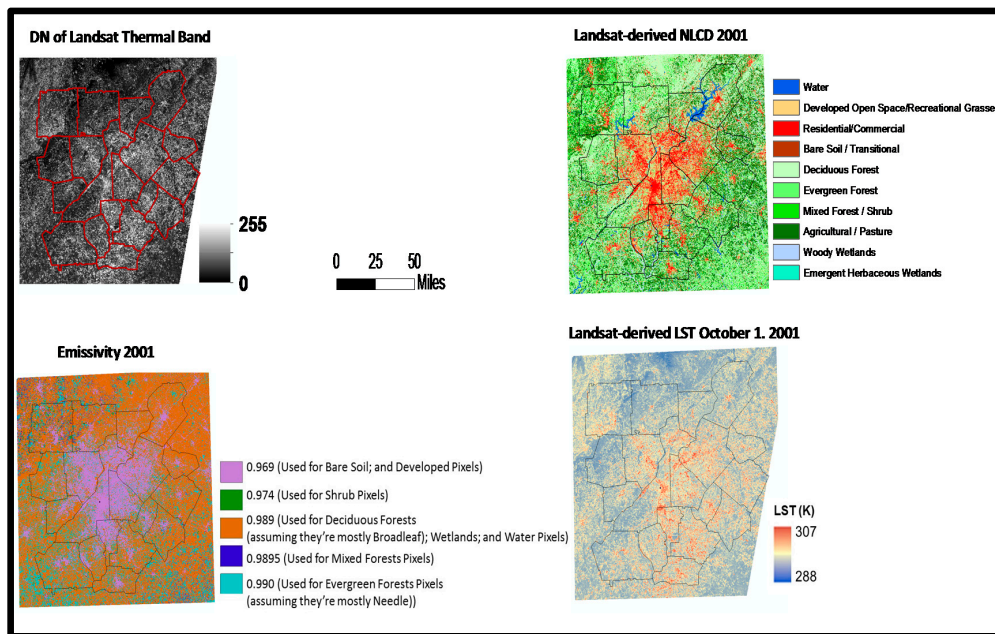 DN of Landsat Thermal Band
255
0
0 25 50
Miles
Landsat-derived NLCD 2001
Water
Developed Open Space/Recreational Grasse
Residential/Commercial
Bare Soil / Transitional
Deciduous Forest
Evergreen Forest
Mixed Forest / Shrub
Agricultural / Pasture
Woody Wetlands
Emergent Herbaceous Wetlands
Emissivity 2001
0.969 (Used for Bare Soil; and Developed Pixels)
0.974 (Used for Shrub Pixels)
0.989 (Used for Deciduous Forests
(assuming they're mostly Broadleaf); Wetlands; and Water Pixels)
0.9895 (Used for Mixed Forests Pixels)
0.990 (Used for Evergreen Forests Pixels
(assuming they're mostly Needle))
Landsat-derived LST October 1. 2001
LST (K)
307
288